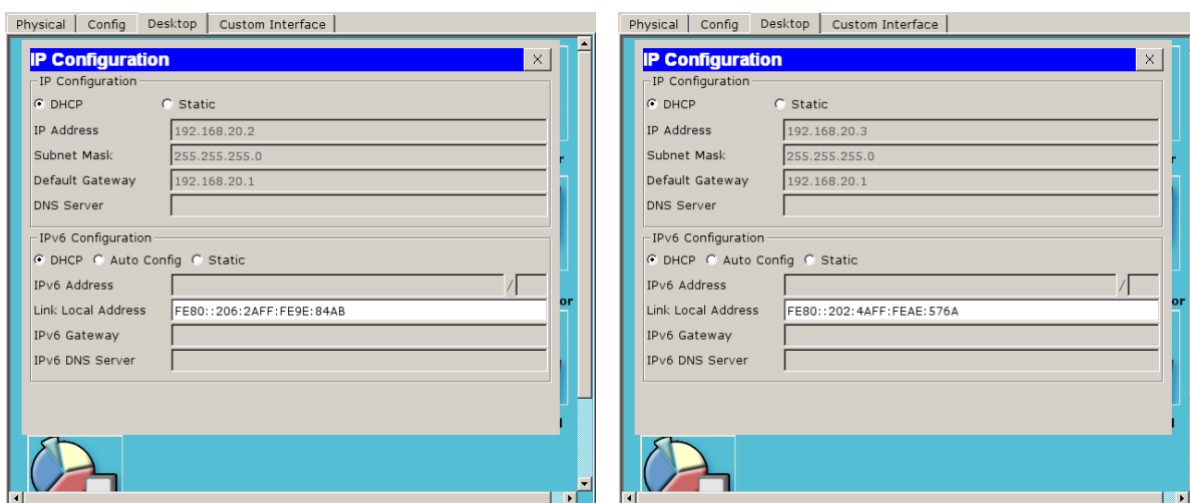 Physical Config Desktop Custom Interface
IP Configuration X
IP Configuration
DHCP Static
IP Address 192.168.20.2
Subnet Mask 255.255.255.0
Default Gateway 192.168.20.1
DNS Server
IPv6 Configuration
DHCP Auto Config Static
IPv6 Address /
Link Local Address FE80::206:2AFF:FE9E:84AB
IPv6 Gateway
IPv6 DNS Server
Physical Config Desktop Custom Interface
IP Configuration X
IP Configuration
DHCP Static
IP Address 192.168.20.3
Subnet Mask 255.255.255.0
Default Gateway 192.168.20.1
DNS Server
IPv6 Configuration
DHCP Auto Config Static
IPv6 Address /
Link Local Address FE80::202:4AFF:FEAE:576A
IPv6 Gateway
IPv6 DNS Server